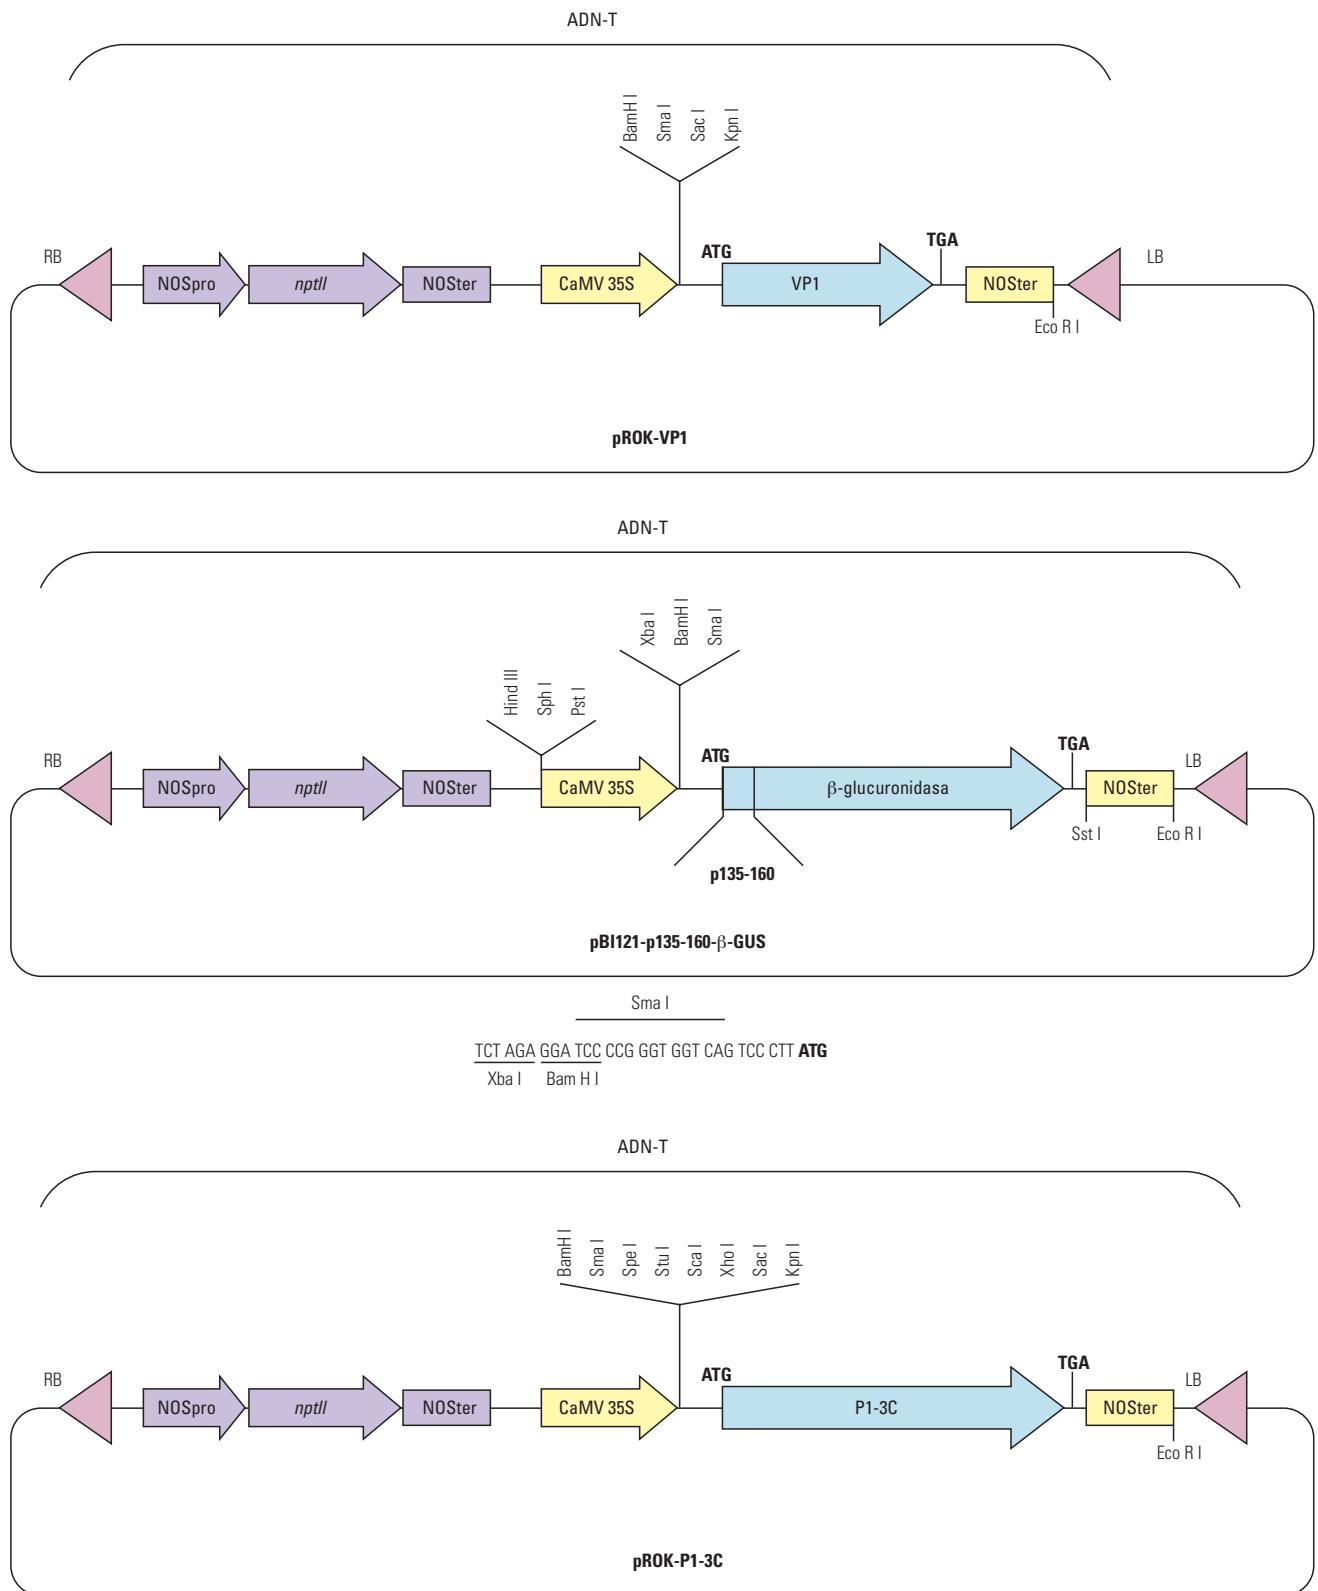 ADN-T
BamH I
Sma I
Sac I
Kpn I
RB
NOSpro
nptII
NOSter
CaMV 35S
ATG
VP1
TGA
NOSter
Eco R I
LB
pROK-VP1
ADN-T
Hind III
Sph I
Pst I
Xba I
BamH I
Sma I
RB
NOSpro
nptII
NOSter
CaMV 35S
ATG
β-glucuronidasa
p135-160
TGA
NOSter
Sst I
Eco R I
LB
pBI121-p135-160-β-GUS
Sma I
TCT AGA GGA TCC CCG GGT GGT CAG TCC CTT ATG
Xba I
Bam H I
ADN-T
BamH I
Sma I
Spe I
Stu I
Sca I
Xho I
Sac I
Kpn I
RB
NOSpro
nptII
NOSter
CaMV 35S
ATG
P1-3C
TGA
NOSter
Eco R I
LB
pROK-P1-3C